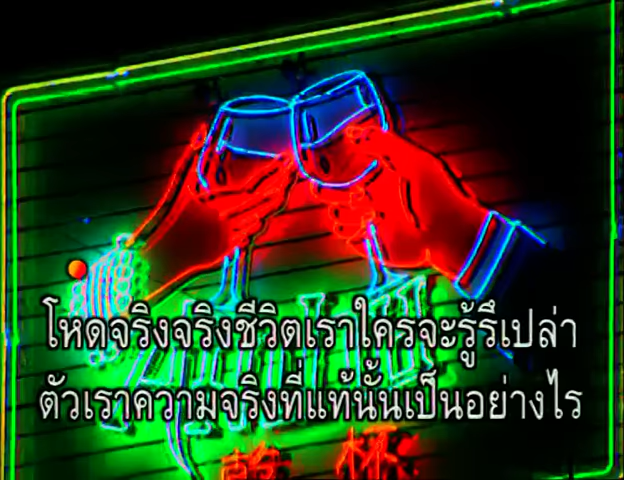 โหดจริงจริงชีวิตเราใครจะรู้รึเปล่า
ตัวเราความจริงที่แท้นั้นเป็นอย่างไร